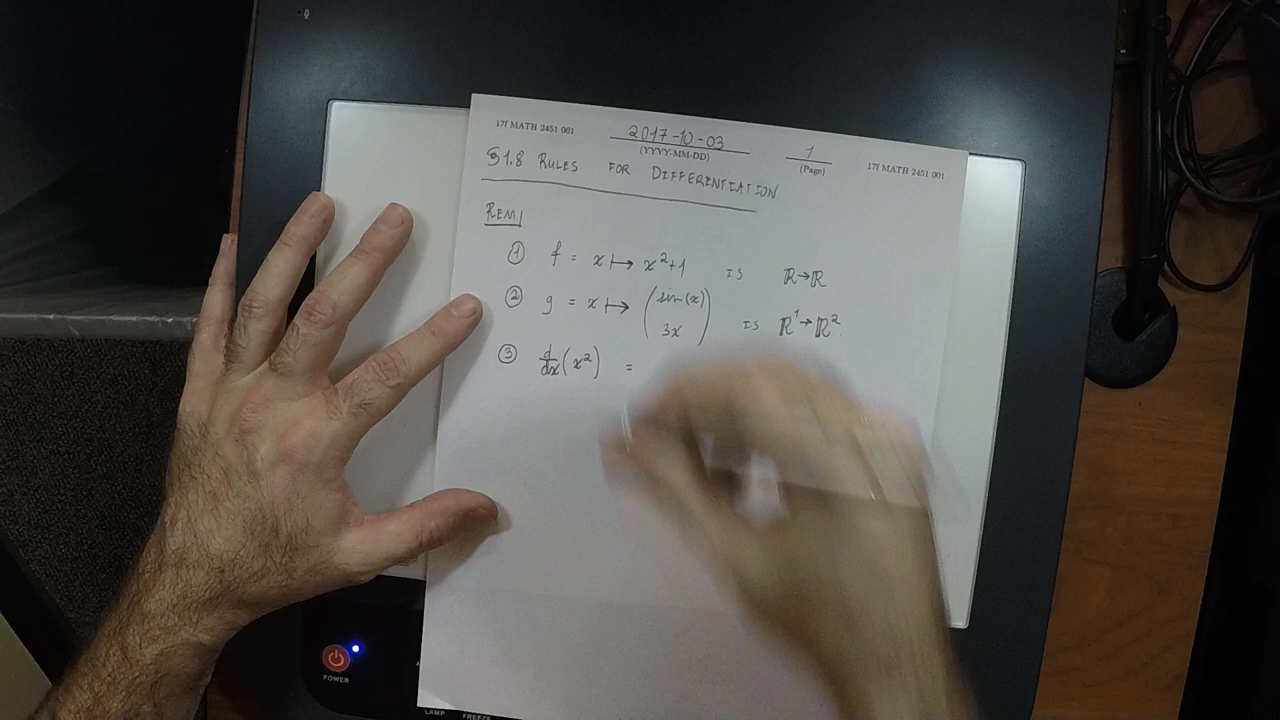 17f MATH 2451 001 2017-10-03 1 17f MATH 2451 001
(YYYY-MM-DD) (Page)
§1.8 RULES FOR DIFFERENTIATION
REM
① f = x ↦ x²+1 IS ℝ→ℝ
② g = x ↦ (sin(x) 3x) IS ℝ¹→ℝ².
③ d/dx(x²) =
POWER
LAMP FREEZE